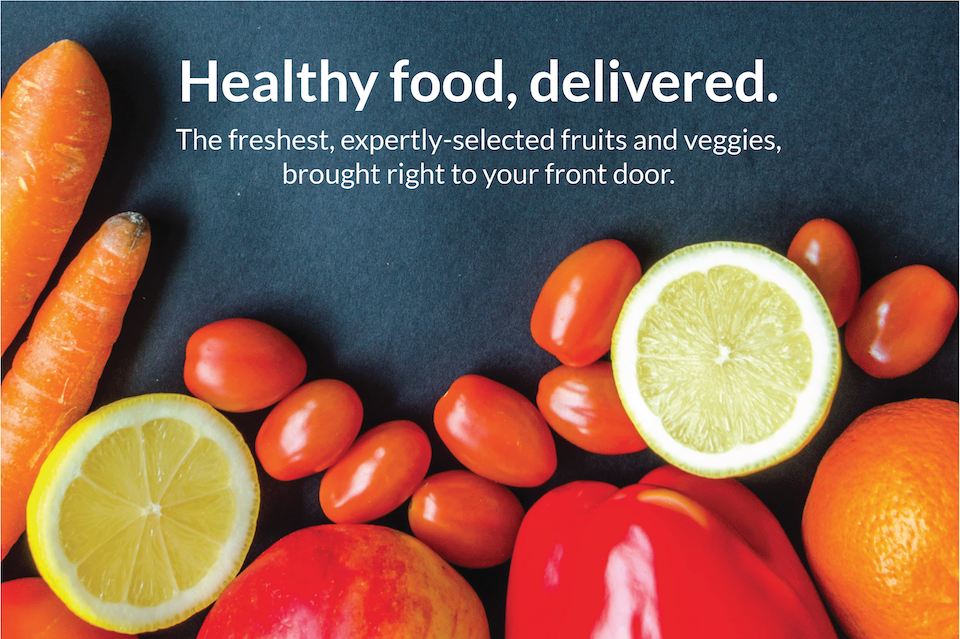 Healthy food, delivered.
The freshest, expertly-selected fruits and veggies,
brought right to your front door.